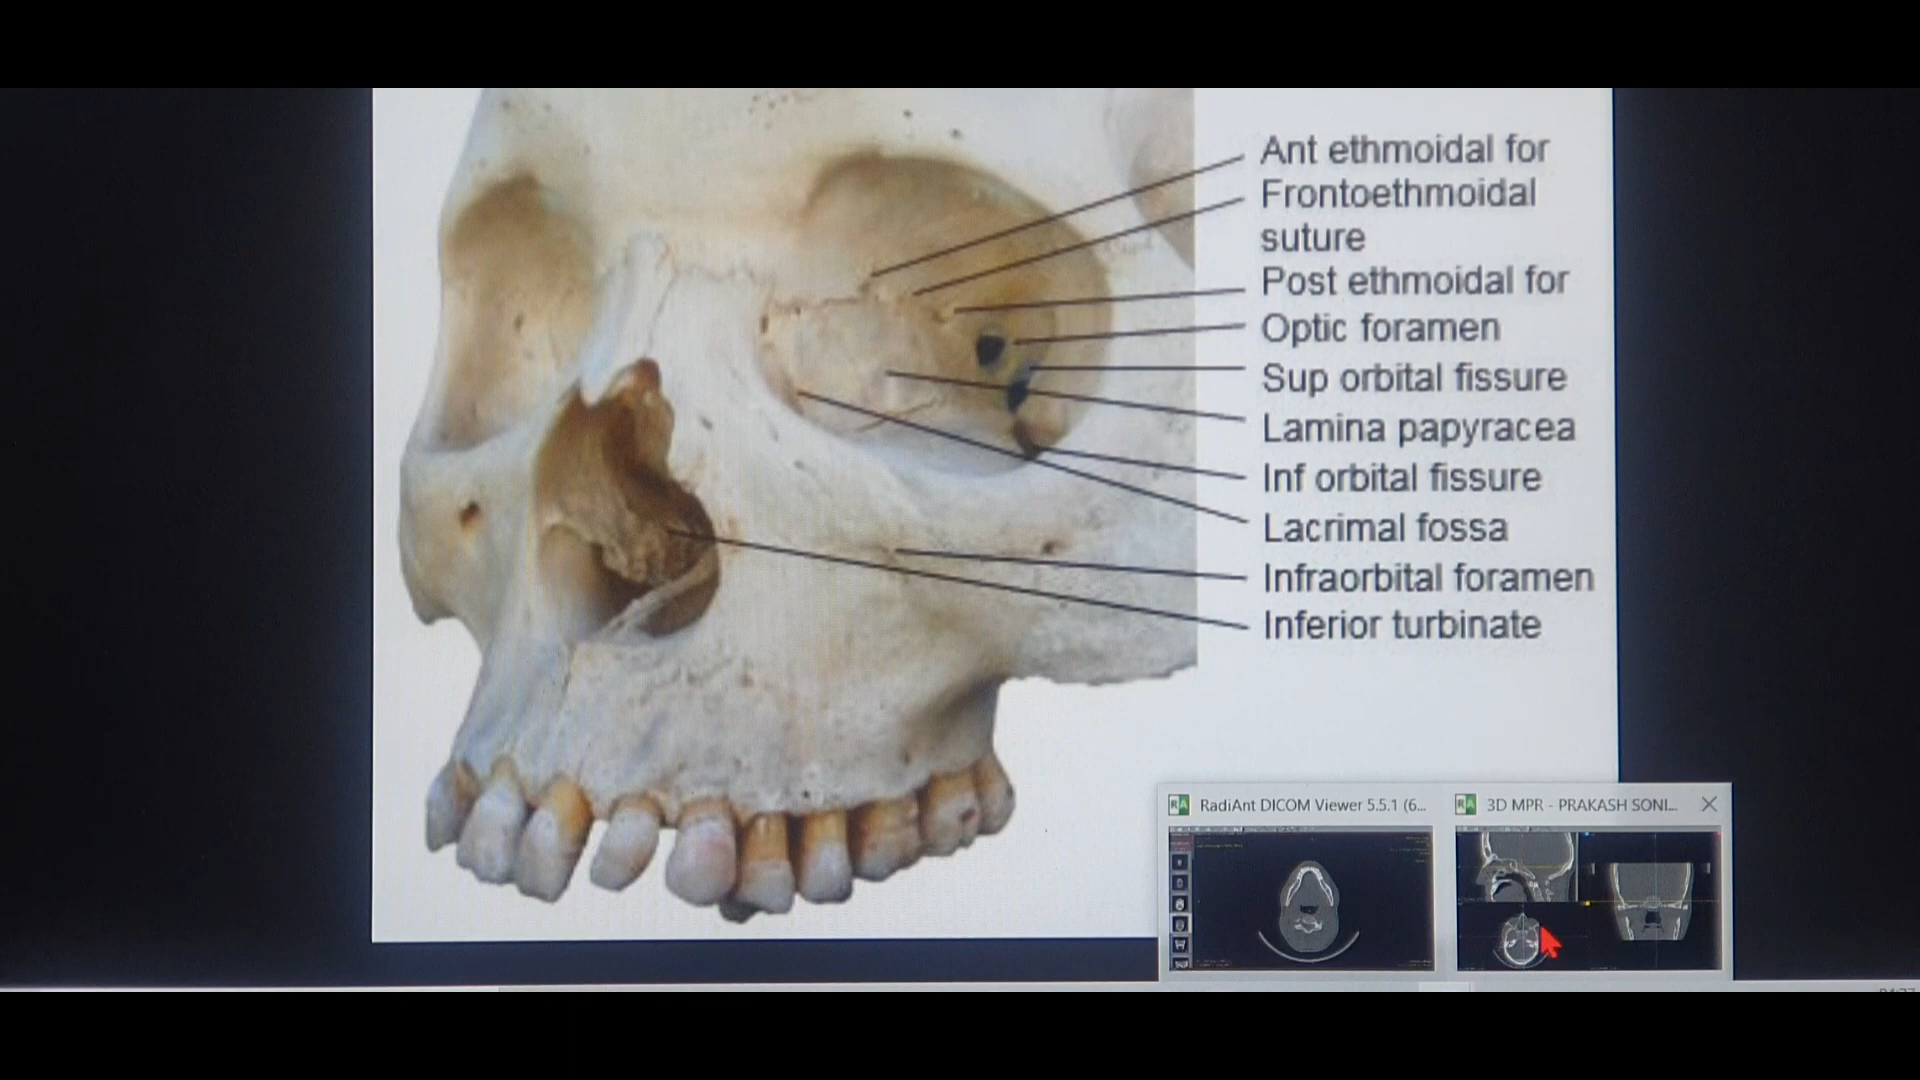 Ant ethmoidal for
Frontoethmoidal
suture
Post ethmoidal for
Optic foramen
Sup orbital fissure
Lamina papyracea
Inf orbital fissure
Lacrimal fossa
Infraorbital foramen
Inferior turbinate
RadiAnt DICOM Viewer 5.5.1 (6...
3D MPR - PRAKASH SONI...